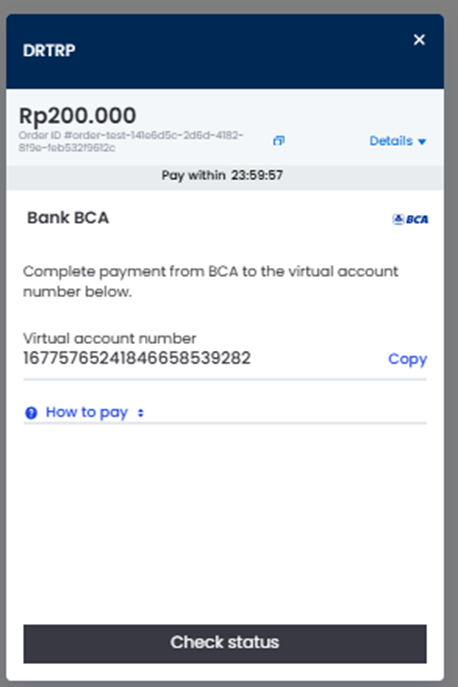 DRTRP
Rp200.000
Order ID #order-test-141e6d5c-2d6d-4182-
8f9e-feb532f9612c
Details
Pay within 23:59:57
Bank BCA
BCA
Complete payment from BCA to the virtual account
number below.
Virtual account number
16775765241846658539282
Copy
How to pay
Check status